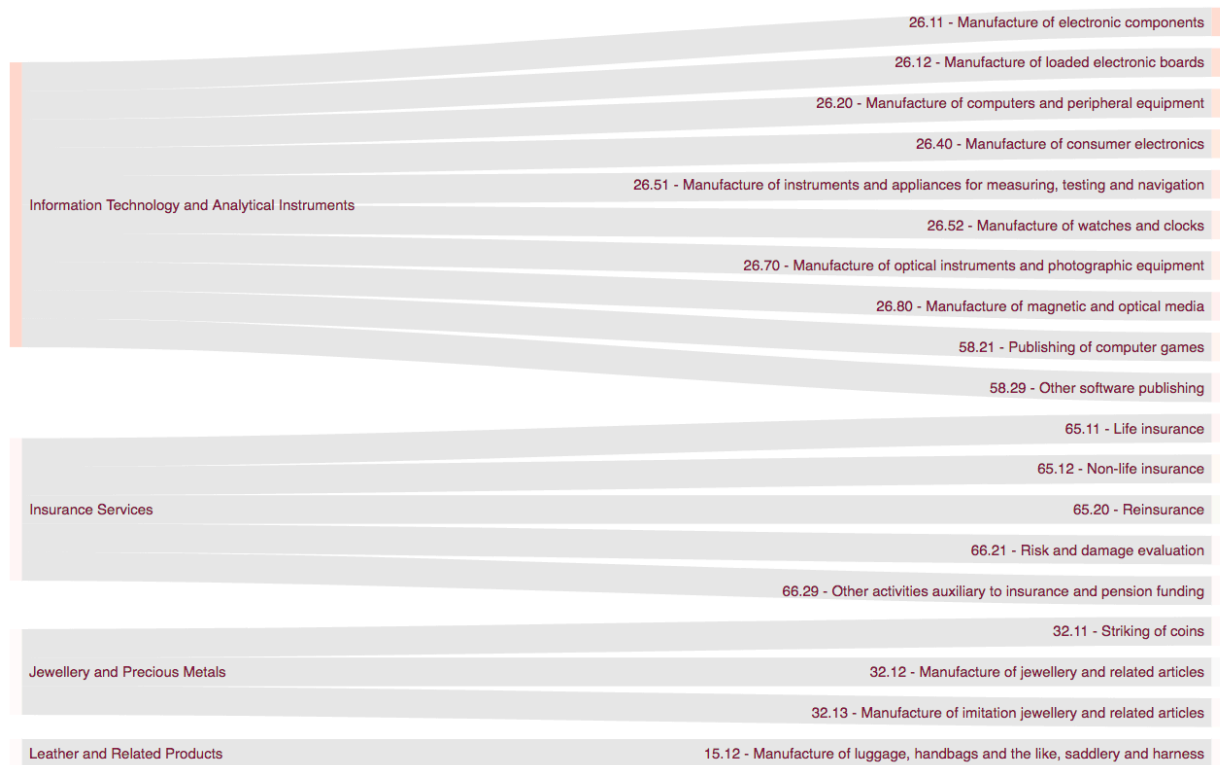 26.11 - Manufacture of electronic components
26.12 - Manufacture of loaded electronic boards
26.20 - Manufacture of computers and peripheral equipment
26.40 - Manufacture of consumer electronics
26.51 - Manufacture of instruments and appliances for measuring, testing and navigation
Information Technology and Analytical Instruments
26.52 - Manufacture of watches and clocks
26.70 - Manufacture of optical instruments and photographic equipment
26.80 - Manufacture of magnetic and optical media
58.21 - Publishing of computer games
58.29 - Other software publishing
65.11 - Life insurance
65.12 - Non-life insurance
Insurance Services
65.20 - Reinsurance
66.21 - Risk and damage evaluation
66.29 - Other activities auxiliary to insurance and pension funding
32.11 - Striking of coins
Jewellery and Precious Metals
32.12 - Manufacture of jewellery and related articles
32.13 - Manufacture of imitation jewellery and related articles
Leather and Related Products
15.12 - Manufacture of luggage, handbags and the like, saddlery and harness